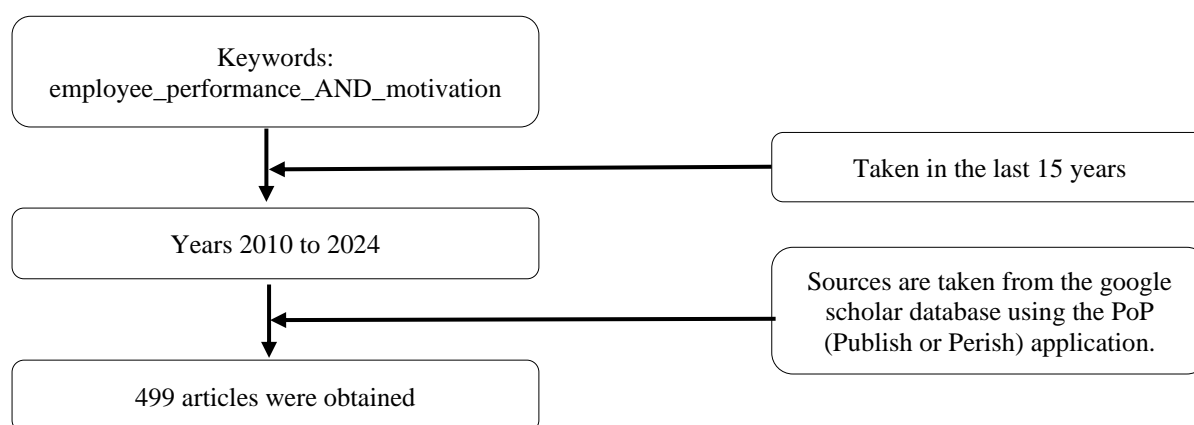 Keywords:
employee_performance_AND_motivation
Taken in the last 15 years
Years 2010 to 2024
Sources are taken from the google
scholar database using the PoP
(Publish or Perish) application.
499 articles were obtained